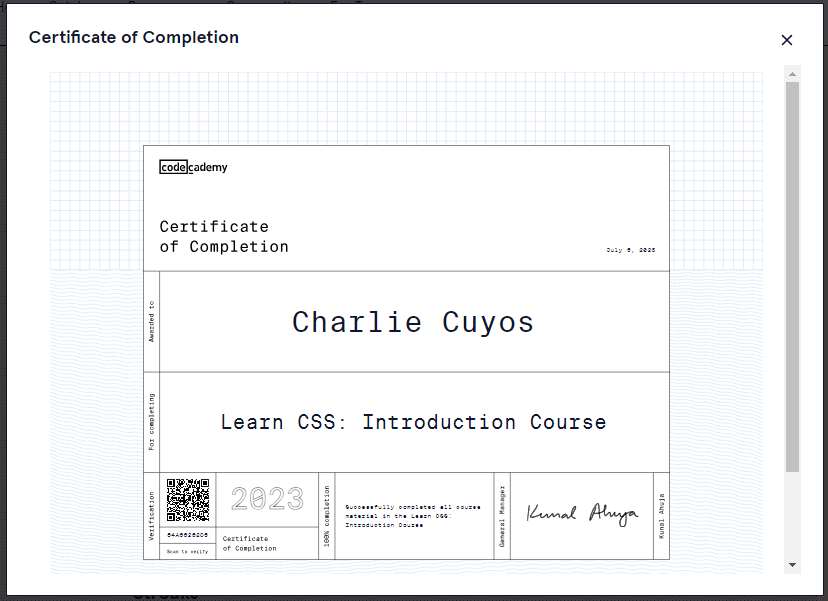 Certificate of Completion
codecademy
Certificate
of Completion
July 6, 2023
Awarded to
Charlie Cuyos
For completing
Learn CSS: Introduction Course
Verification
Scan to verify
2023
Certificate
of Completion
100% completion
Successfully completed all course
material in the Learn CSS:
Introduction Course
General Manager
Kunal Ahuja
Kunal Ahuja